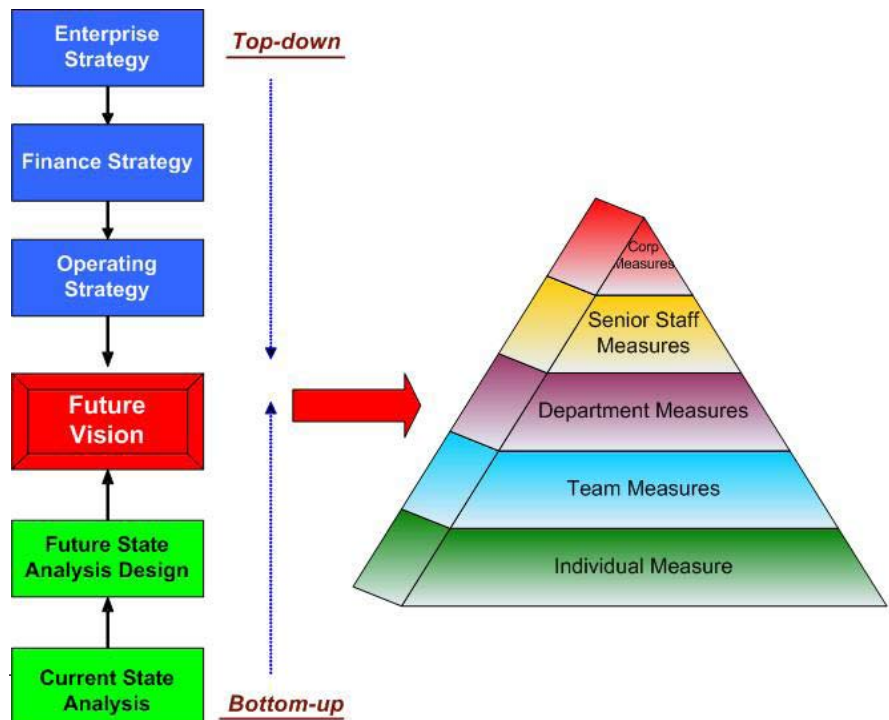 Enterprise
Strategy
Top-down
Finance Strategy
Operating
Strategy
Future
Vision
Future State
Analysis Design
Current State
Analysis
Bottom-up
Corp
Measures
Senior Staff
Measures
Department Measures
Team Measures
Individual Measure